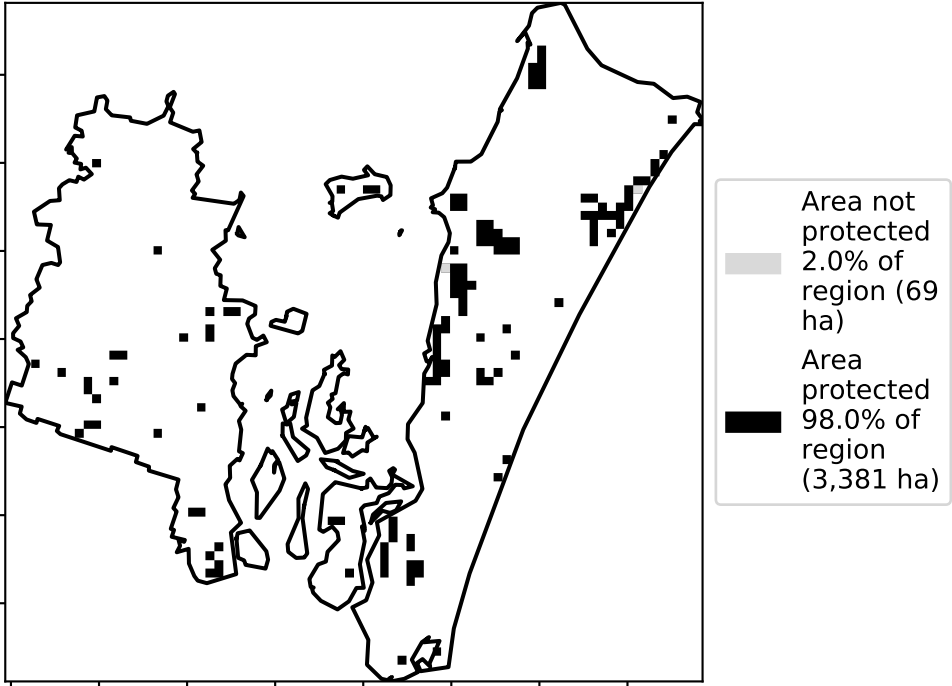 Area not
protected
2.0% of
region (69
ha)
Area
protected
98.0% of
region
(3,381 ha)